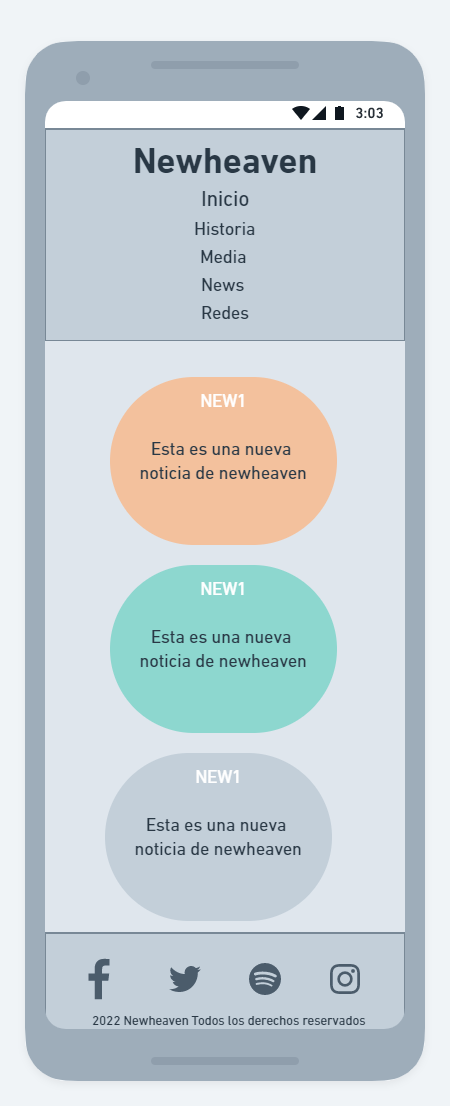 3:03
Newheaven
Inicio
Historia
Media
News
Redes
NEW1
Esta es una nueva
noticia de newheaven
NEW1
Esta es una nueva
noticia de newheaven
NEW1
Esta es una nueva
noticia de newheaven
2022 Newheaven Todos los derechos reservados